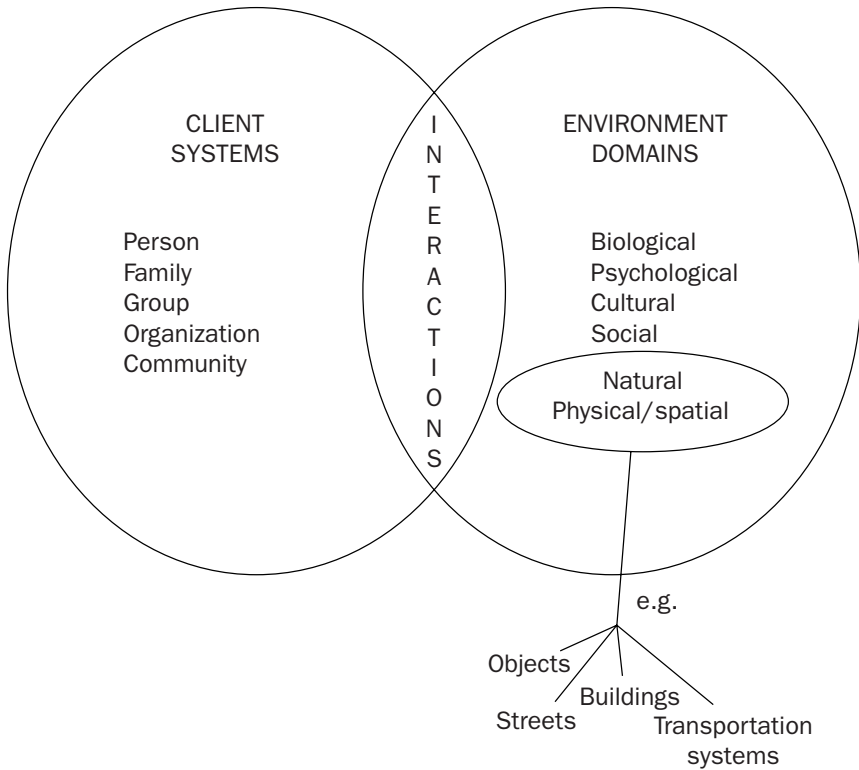 CLIENT
SYSTEMS
Person
Family
Group
Organization
Community
INTERACTIONS
ENVIRONMENT
DOMAINS
Biological
Psychological
Cultural
Social
Natural
Physical/spatial
e.g.
Objects
Streets
Buildings
Transportation
systems